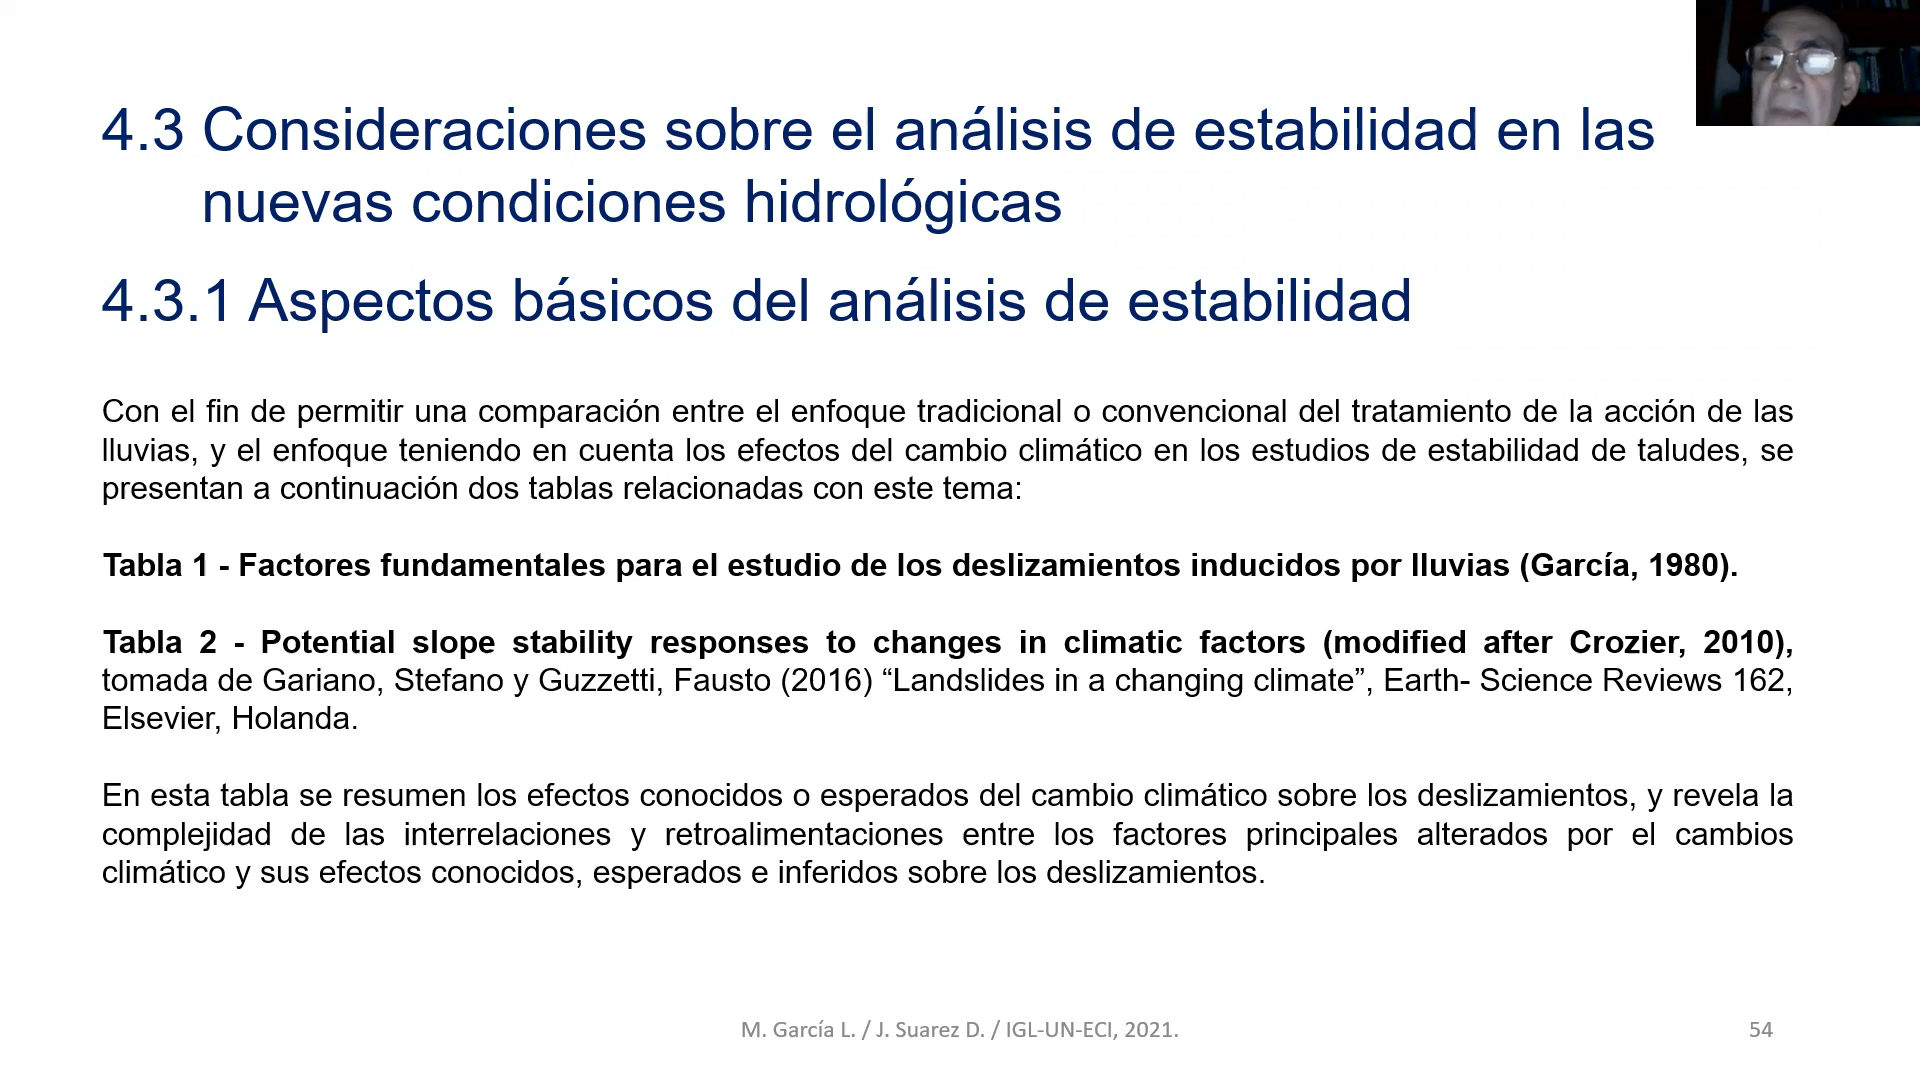 4.3 Consideraciones sobre el análisis de estabilidad en las
nuevas condiciones hidrológicas
4.3.1 Aspectos básicos del análisis de estabilidad
Con el fin de permitir una comparación entre el enfoque tradicional o convencional del tratamiento de la acción de las
lluvias, y el enfoque teniendo en cuenta los efectos del cambio climático en los estudios de estabilidad de taludes, se
presentan a continuación dos tablas relacionadas con este tema:
Tabla 1 - Factores fundamentales para el estudio de los deslizamientos inducidos por lluvias (García, 1980).
Tabla 2 - Potential slope stability responses to changes in climatic factors (modified after Crozier, 2010),
tomada de Gariano, Stefano y Guzzetti, Fausto (2016) “Landslides in a changing climate”, Earth- Science Reviews 162,
Elsevier, Holanda.
En esta tabla se resumen los efectos conocidos o esperados del cambio climático sobre los deslizamientos, y revela la
complejidad de las interrelaciones y retroalimentaciones entre los factores principales alterados por el cambios
climático y sus efectos conocidos, esperados e inferidos sobre los deslizamientos.
M. García L. / J. Suarez D. / IGL-UN-ECI, 2021.
54